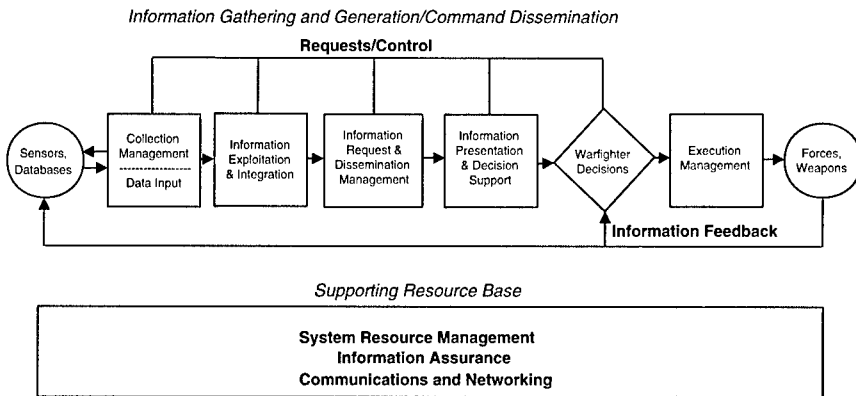 Information Gathering and Generation/Command Dissemination
Requests/Control
Sensors,
Databases
Collection
Management
Data Input
Information
Exploitation
& Integration
Information
Request &
Dissemination
Management
Information
Presentation
& Decision
Support
Warfighter
Decisions
Execution
Management
Forces,
Weapons
Information Feedback
Supporting Resource Base
System Resource Management
Information Assurance
Communications and Networking